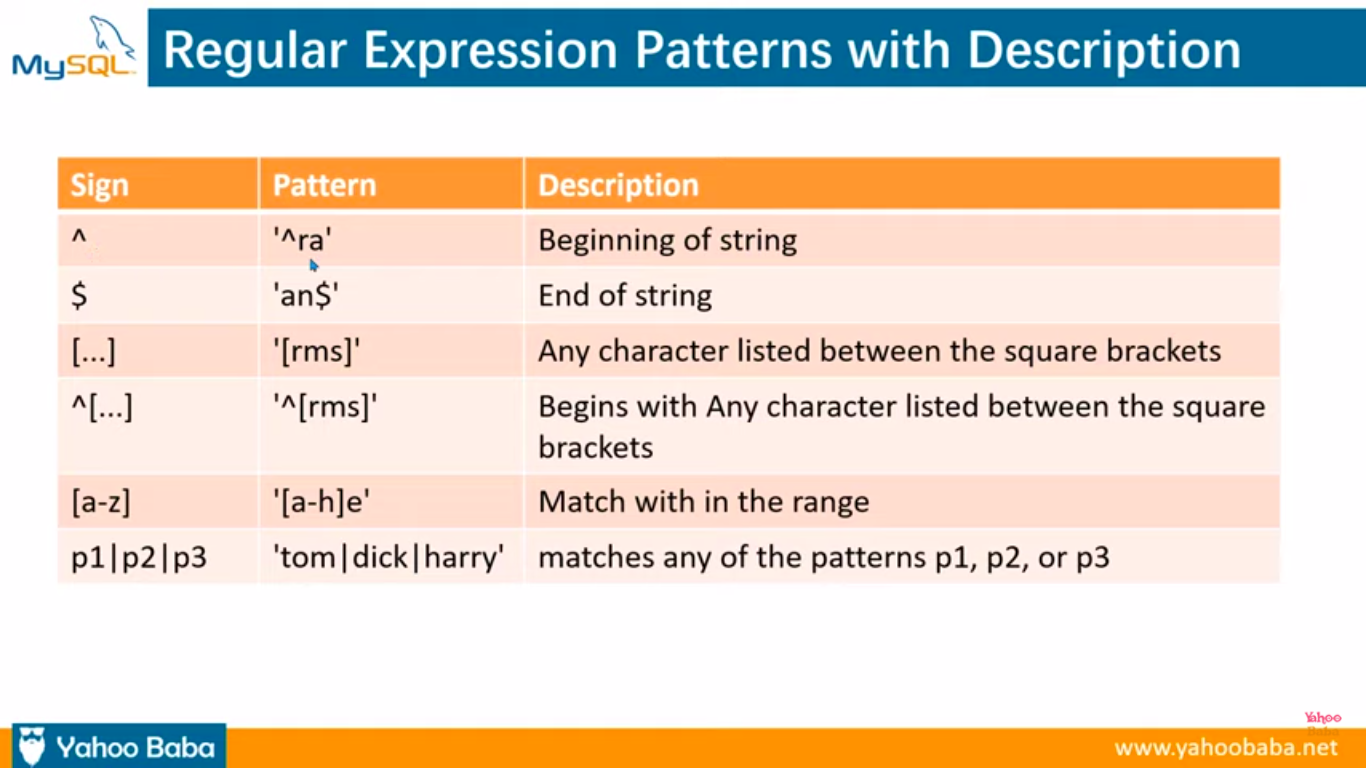 MySQL
Regular Expression Patterns with Description
Sign Pattern Description
^ '^ra' Beginning of string
$ 'an$' End of string
[...] '[rms]' Any character listed between the square brackets
^[...] '^[rms]' Begins with Any character listed between the square
brackets
[a-z] '[a-h]e' Match with in the range
p1|p2|p3 'tom|dick|harry' matches any of the patterns p1, p2, or p3
Yahoo
Baba
Yahoo Baba
www.yahoobaba.net